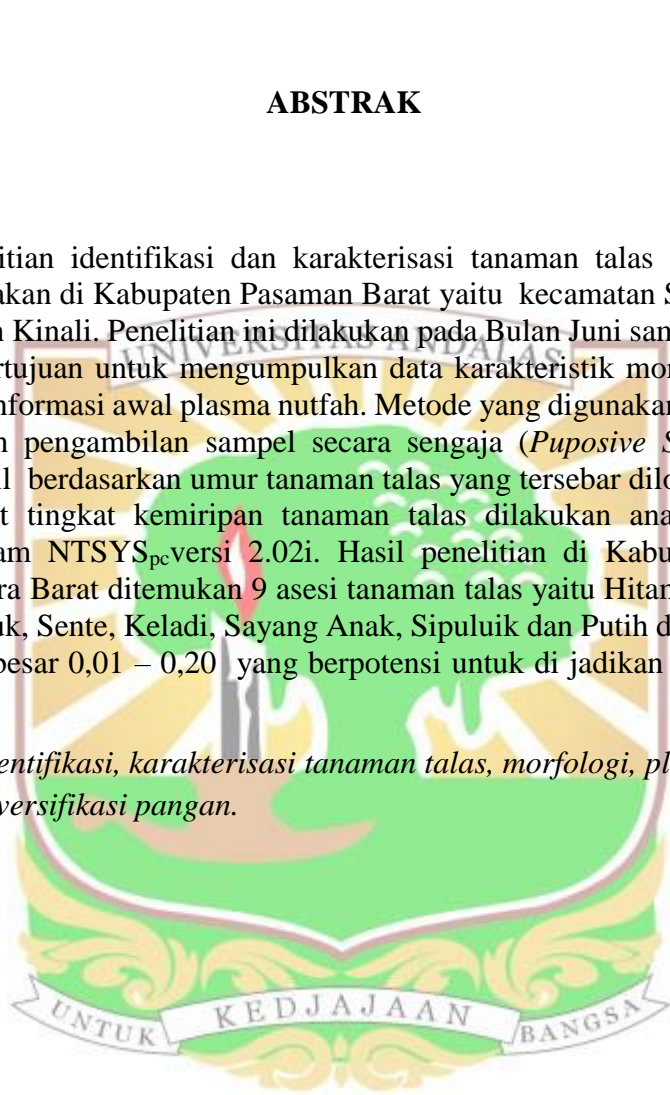 ABSTRAK
itian identifikasi dan karakterisasi tanaman talas
akan di Kabupaten Pasaman Barat yaitu kecamatan S
n Kinali. Penelitian ini dilakukan pada Bulan Juni sam
ertujuan untuk mengumpulkan data karakteristik mor
nformasi awal plasma nutfah. Metode yang digunakan
n pengambilan sampel secara sengaja (Puposive S
il berdasarkan umur tanaman talas yang tersebar dilo
t tingkat kemiripan tanaman talas dilakukan ana
am NTSYSpcversi 2.02i. Hasil penelitian di Kabu
ra Barat ditemukan 9 asesi tanaman talas yaitu Hitan
uk, Sente, Keladi, Sayang Anak, Sipuluik dan Putih d
besar 0,01 – 0,20 yang berpotensi untuk di jadikan
entifikasi, karakterisasi tanaman talas, morfologi, pl
versifikasi pangan.
UNIVERSITAS ANDALAS
UNTUK KEDJAJAAN BANGSA